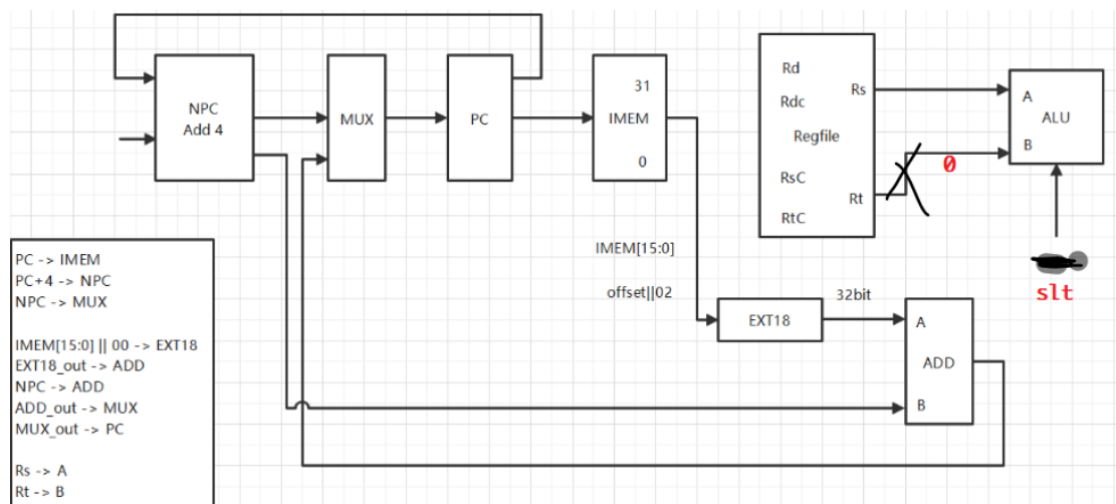 NPC
Add 4
MUX
PC
31
IMEM
0
Rd
Rdc
Regfile
RsC
RtC
Rs
Rt
A
ALU
B
0
slt
IMEM[15:0]
offset||02
EXT18
32bit
A
ADD
B
PC -> IMEM
PC+4 -> NPC
NPC -> MUX
IMEM[15:0] || 00 -> EXT18
EXT18_out -> ADD
NPC -> ADD
ADD_out -> MUX
MUX_out -> PC
Rs -> A
Rt -> B